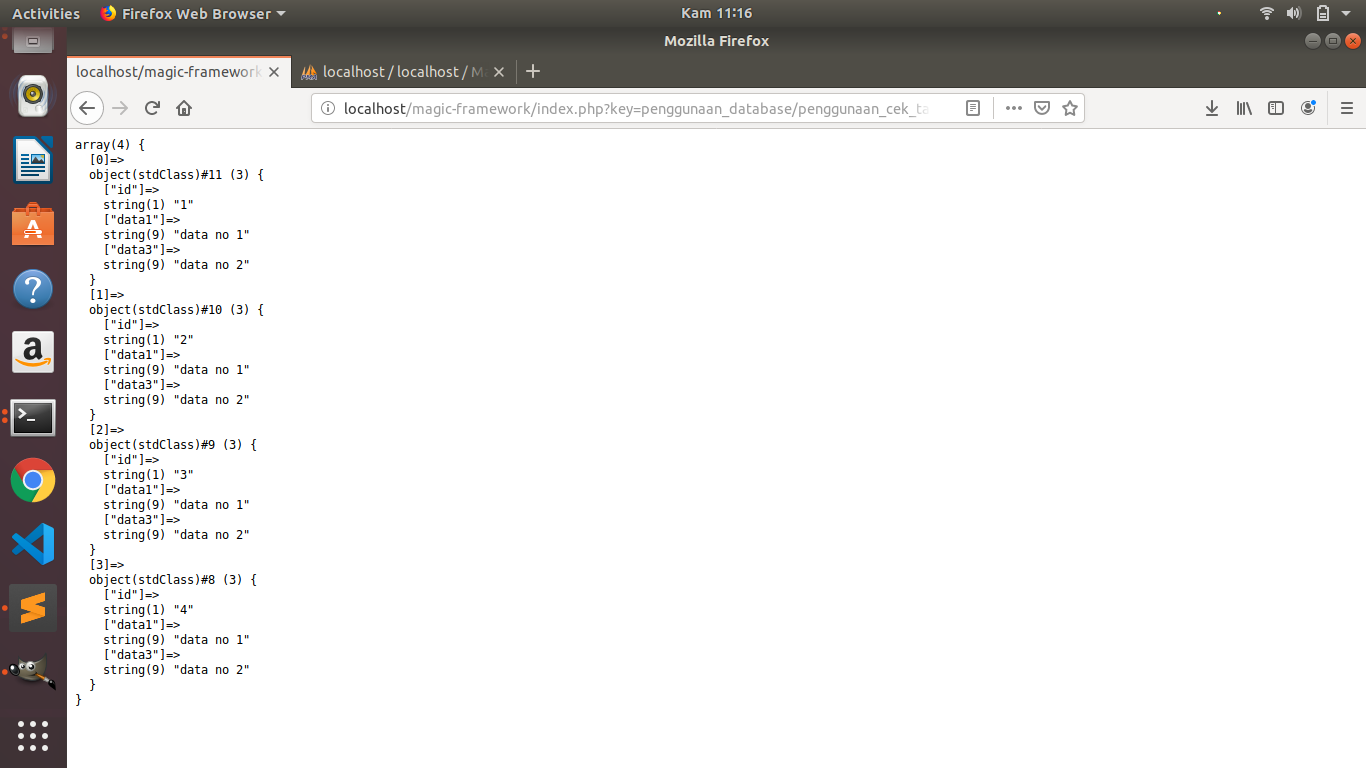 Activities Firefox Web Browser Kam 11:16
Mozilla Firefox
localhost/magic-framework localhost / localhost / M
localhost/magic-framework/index.php?key=penggunaan_database/penggunaan_cek_ta
array(4) {
  [0]=>
  object(stdClass)#11 (3) {
    ["id"]=>
    string(1) "1"
    ["data1"]=>
    string(9) "data no 1"
    ["data3"]=>
    string(9) "data no 2"
  }
  [1]=>
  object(stdClass)#10 (3) {
    ["id"]=>
    string(1) "2"
    ["data1"]=>
    string(9) "data no 1"
    ["data3"]=>
    string(9) "data no 2"
  }
  [2]=>
  object(stdClass)#9 (3) {
    ["id"]=>
    string(1) "3"
    ["data1"]=>
    string(9) "data no 1"
    ["data3"]=>
    string(9) "data no 2"
  }
  [3]=>
  object(stdClass)#8 (3) {
    ["id"]=>
    string(1) "4"
    ["data1"]=>
    string(9) "data no 1"
    ["data3"]=>
    string(9) "data no 2"
  }
}